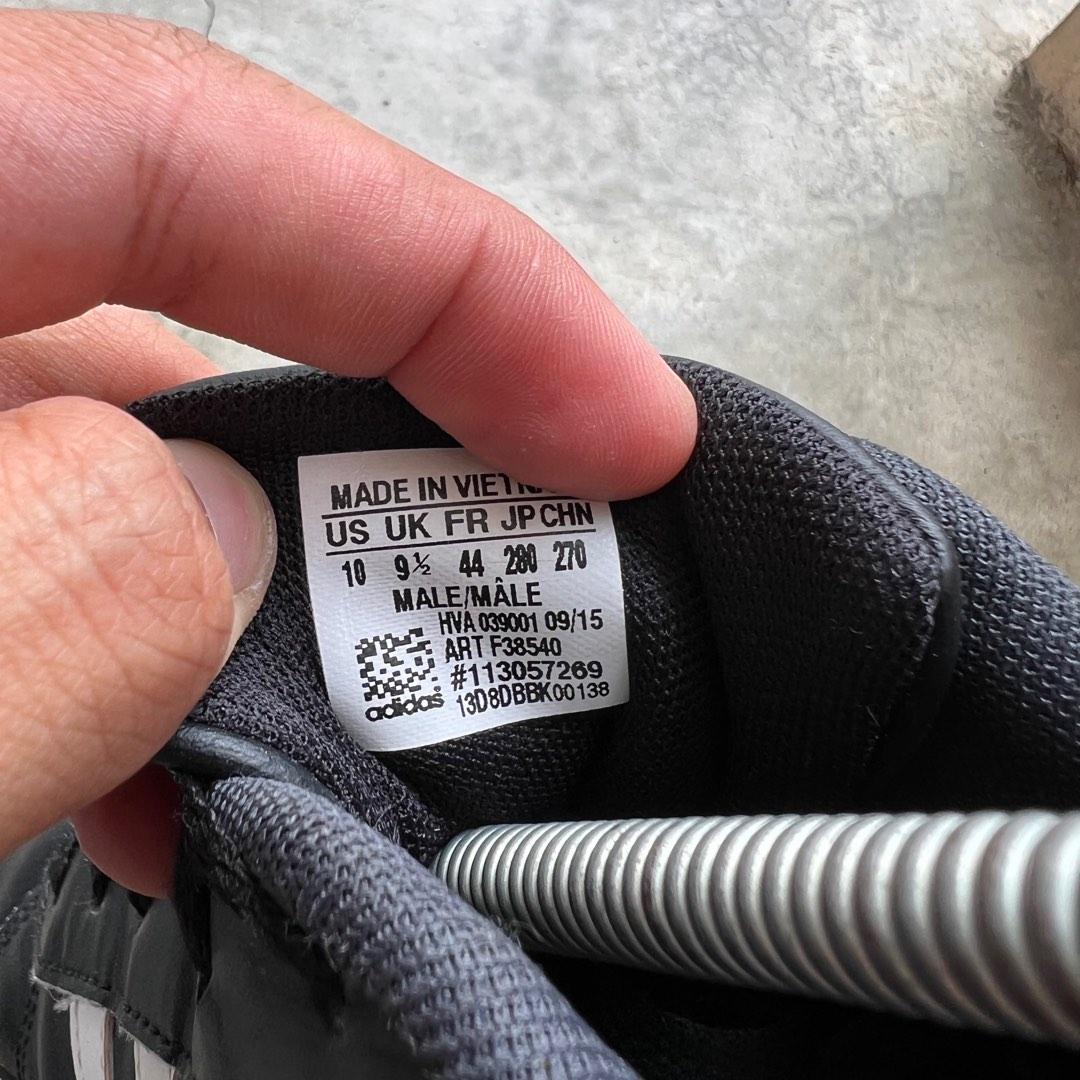 MADE IN
US UK FR JP CHN
10 9½ 44 280 270
MALE/MÂLE
HVA 039001 09/15
ART F38540
#113057269
adidas 13D8DBBK00138